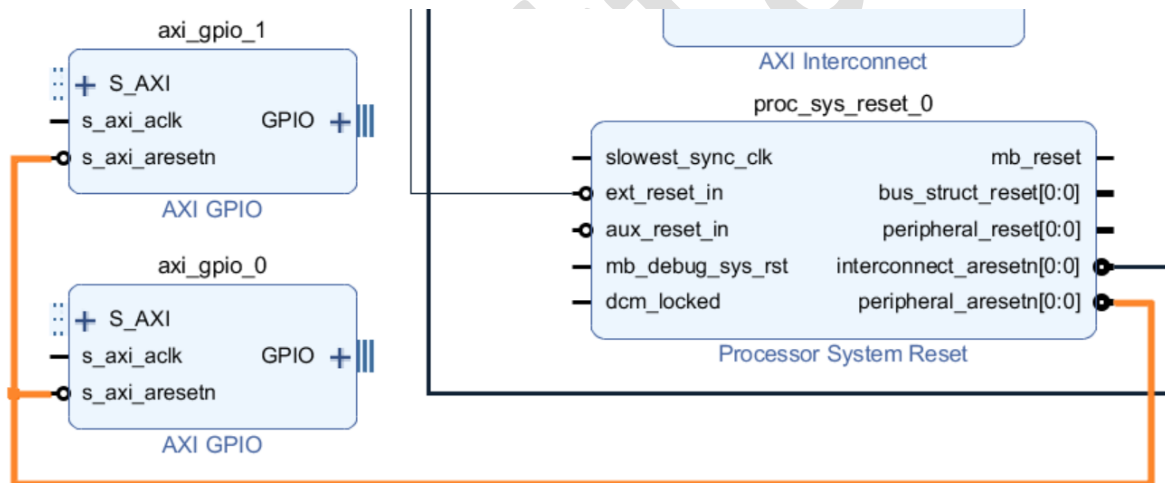 axi_gpio_1
S_AXI
s_axi_aclk
GPIO
s_axi_aresetn
AXI GPIO
axi_gpio_0
S_AXI
s_axi_aclk
GPIO
s_axi_aresetn
AXI GPIO
AXI Interconnect
proc_sys_reset_0
slowest_sync_clk
mb_reset
ext_reset_in
bus_struct_reset[0:0]
aux_reset_in
peripheral_reset[0:0]
mb_debug_sys_rst
interconnect_aresetn[0:0]
dcm_locked
peripheral_aresetn[0:0]
Processor System Reset